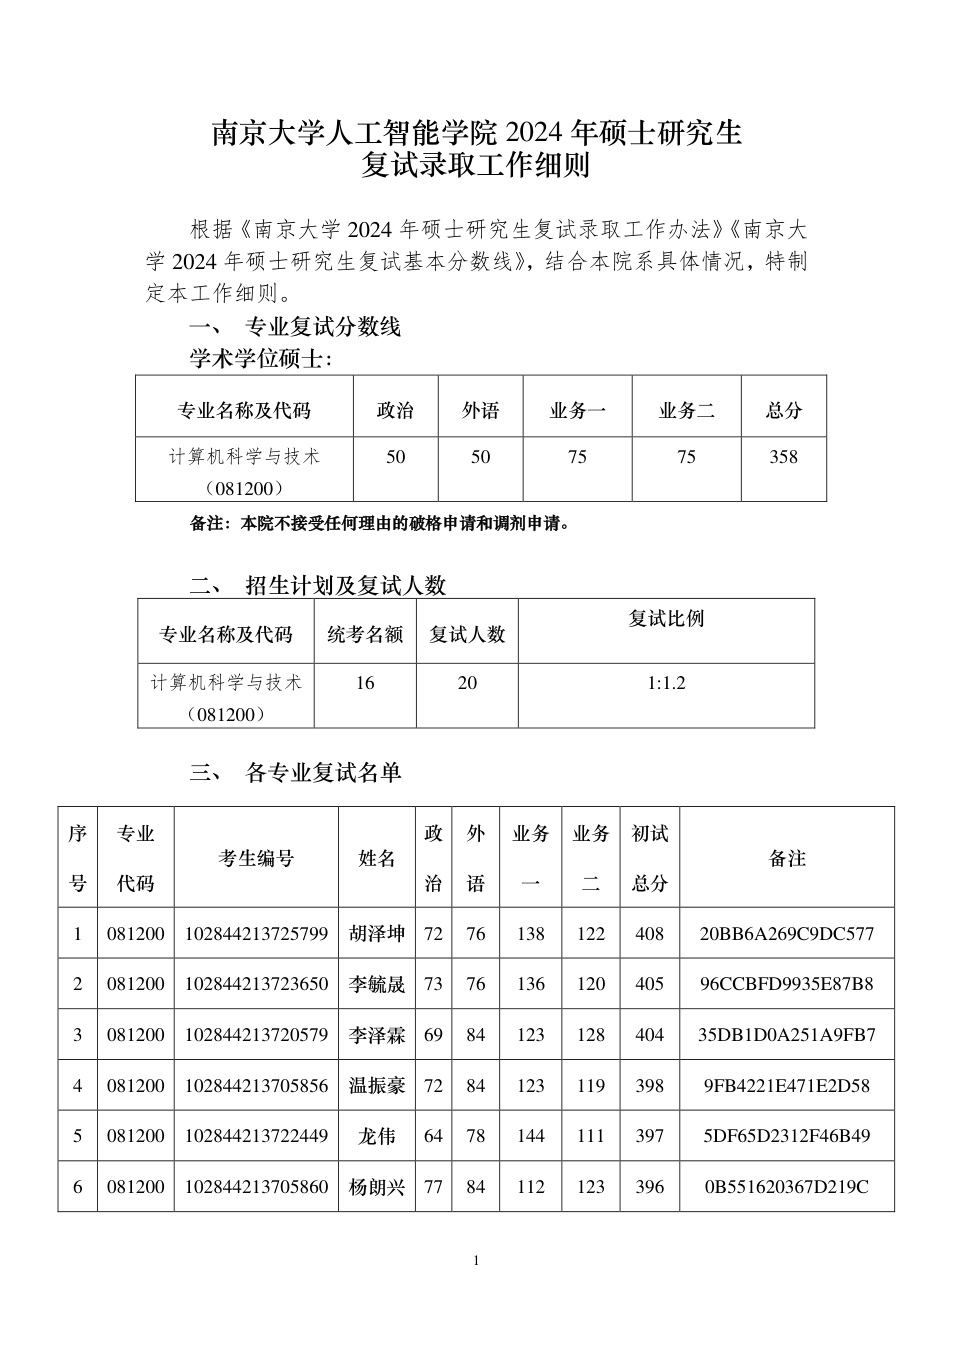 南京大学人工智能学院 2024 年硕士研究生
复试录取工作细则
根据《南京大学 2024 年硕士研究生复试录取工作办法》《南京大
学 2024 年硕士研究生复试基本分数线》，结合本院系具体情况，特制
定本工作细则。
一、 专业复试分数线
学术学位硕士：
专业名称及代码 政治 外语 业务一 业务二 总分
计算机科学与技术 50 50 75 75 358
（081200）
备注：本院不接受任何理由的破格申请和调剂申请。
二、 招生计划及复试人数
专业名称及代码 统考名额 复试人数 复试比例
计算机科学与技术 16 20 1:1.2
（081200）
三、 各专业复试名单
序 专业 政 外 业务 业务 初试
考生编号 姓名 备注
号 代码 治 语 一 二 总分
1 081200 102844213725799 胡泽坤 72 76 138 122 408 20BB6A269C9DC577
2 081200 102844213723650 李毓晟 73 76 136 120 405 96CCBFD9935E87B8
3 081200 102844213720579 李泽霖 69 84 123 128 404 35DB1D0A251A9FB7
4 081200 102844213705856 温振豪 72 84 123 119 398 9FB4221E471E2D58
5 081200 102844213722449 龙伟 64 78 144 111 397 5DF65D2312F46B49
6 081200 102844213705860 杨朗兴 77 84 112 123 396 0B551620367D219C
1